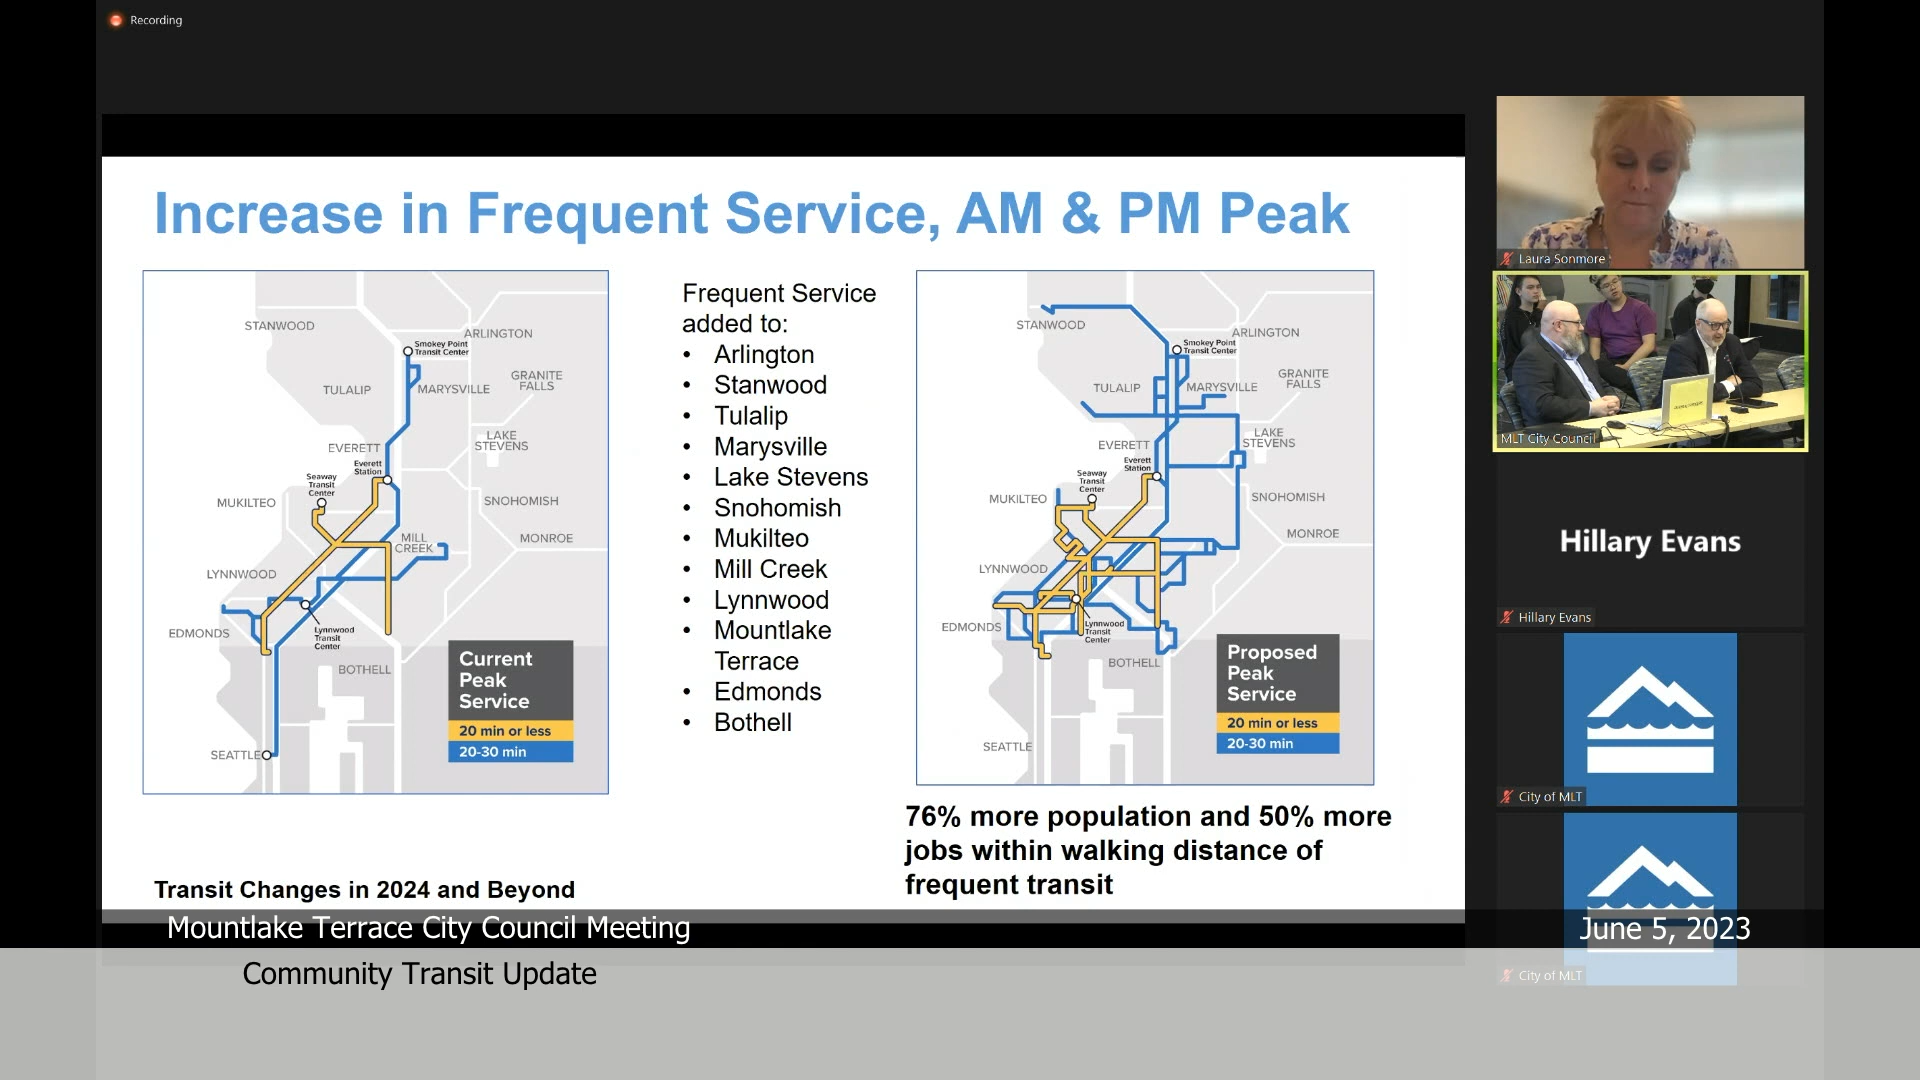 Recording
Increase in Frequent Service, AM & PM Peak
STANWOOD
ARLINGTON
Smokey Point
Transit Center
TULALIP
MARYSVILLE
GRANITE
FALLS
EVERETT
LAKE
STEVENS
Everett
Station
Seaway
Transit
Center
MUKILTEO
SNOHOMISH
MILL
CREEK
MONROE
LYNNWOOD
EDMONDS
Lynnwood
Transit
Center
BOTHELL
SEATTLE
Current
Peak
Service
20 min or less
20-30 min
Frequent Service
added to:
• Arlington
• Stanwood
• Tulalip
• Marysville
• Lake Stevens
• Snohomish
• Mukilteo
• Mill Creek
• Lynnwood
• Mountlake
Terrace
• Edmonds
• Bothell
STANWOOD
ARLINGTON
Smokey Point
Transit Center
TULALIP
MARYSVILLE
GRANITE
FALLS
EVERETT
LAKE
STEVENS
Everett
Station
Seaway
Transit
Center
MUKILTEO
SNOHOMISH
MONROE
LYNNWOOD
EDMONDS
Lynnwood
Transit
Center
BOTHELL
SEATTLE
Proposed
Peak
Service
20 min or less
20-30 min
76% more population and 50% more
jobs within walking distance of
frequent transit
Transit Changes in 2024 and Beyond
Laura Sonmore
MLT City Council
Hillary Evans
Hillary Evans
City of MLT
City of MLT
Mountlake Terrace City Council Meeting
June 5, 2023
Community Transit Update